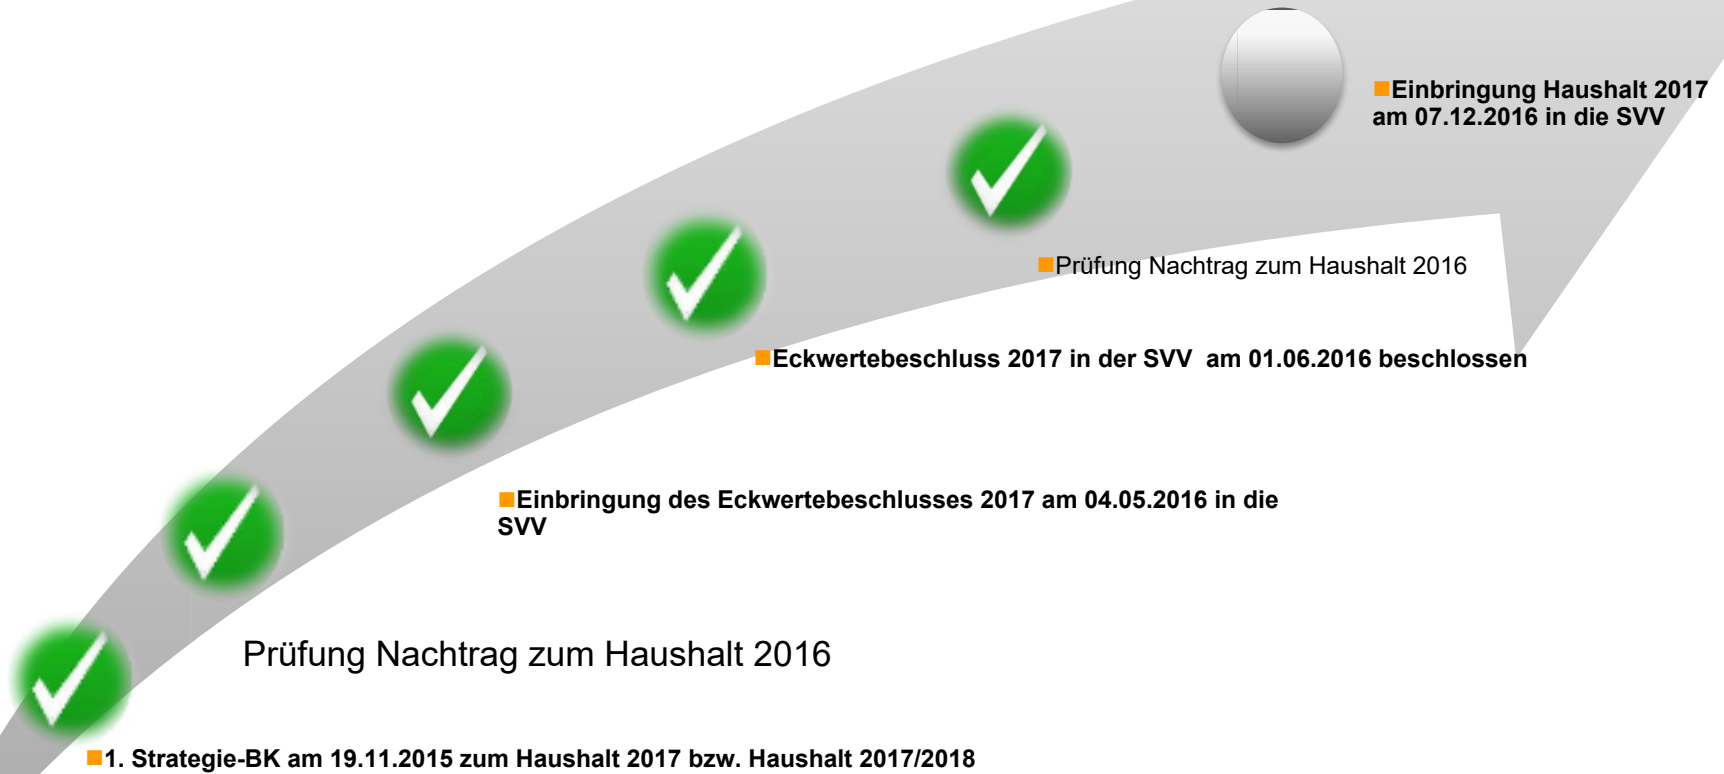 ■Einbringung Haushalt 2017
am 07.12.2016 in die SVV
■Prüfung Nachtrag zum Haushalt 2016
■Eckwertebeschluss 2017 in der SVV  am 01.06.2016 beschlossen
■Einbringung des Eckwertebeschlusses 2017 am 04.05.2016 in die
SVV
Prüfung Nachtrag zum Haushalt 2016
■1. Strategie-BK am 19.11.2015 zum Haushalt 2017 bzw. Haushalt 2017/2018